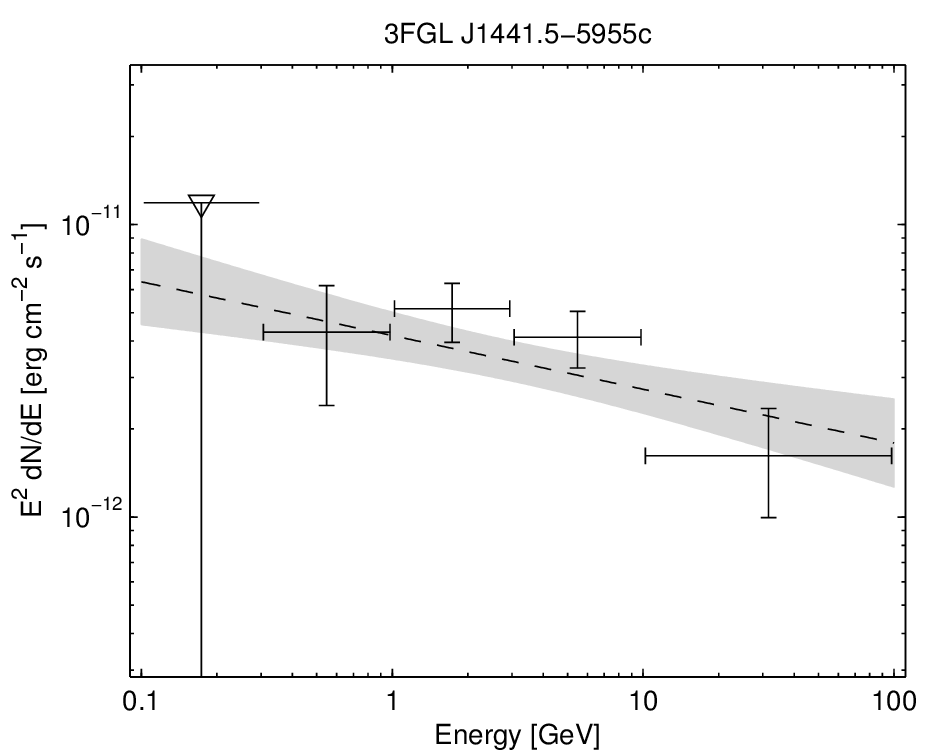 3FGL J1441.5−5955c
10⁻¹¹
10⁻¹²
E² dN/dE [erg cm⁻² s⁻¹]
0.1 1 10 100
Energy [GeV]